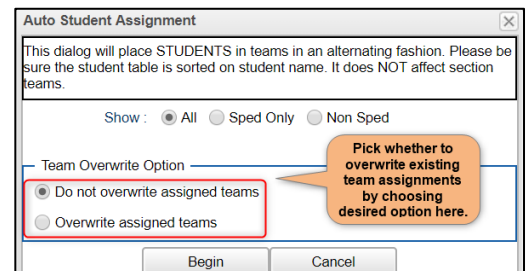 Auto Student Assignment
This dialog will place STUDENTS in teams in an alternating fashion. Please be
sure the student table is sorted on student name. It does NOT affect section
teams.
Show : All Sped Only Non Sped
Team Overwrite Option
Do not overwrite assigned teams
Overwrite assigned teams
Pick whether to
overwrite existing
team assignments
by choosing
desired option here.
Begin Cancel